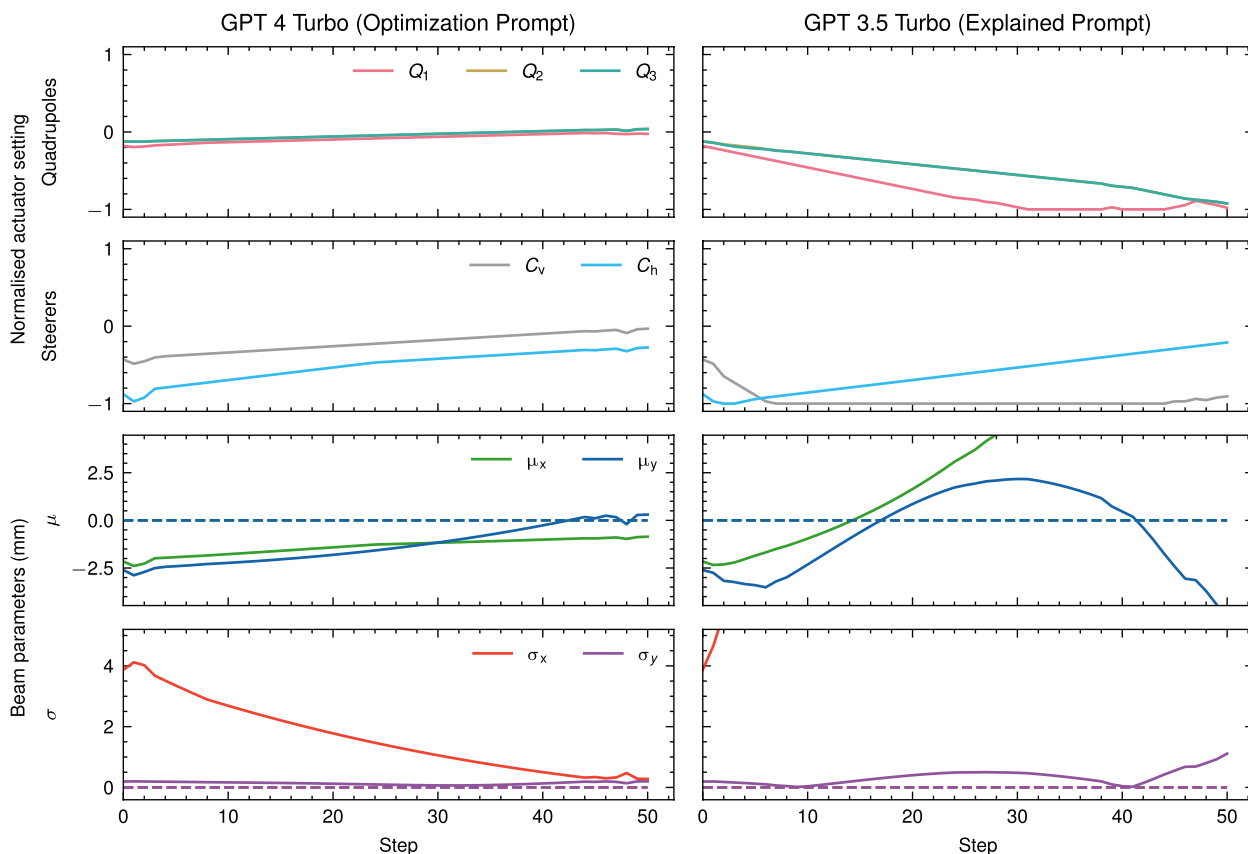 GPT 4 Turbo (Optimization Prompt)
GPT 3.5 Turbo (Explained Prompt)
Normalised actuator setting
Quadrupoles
1
0
−1
Q1 Q2 Q3
Steerers
1
0
−1
Cv Ch
Beam parameters (mm)
μ
2.5
0.0
−2.5
μx μy
σ
4
2
0
σx σy
0 10 20 30 40 50
Step
0 10 20 30 40 50
Step